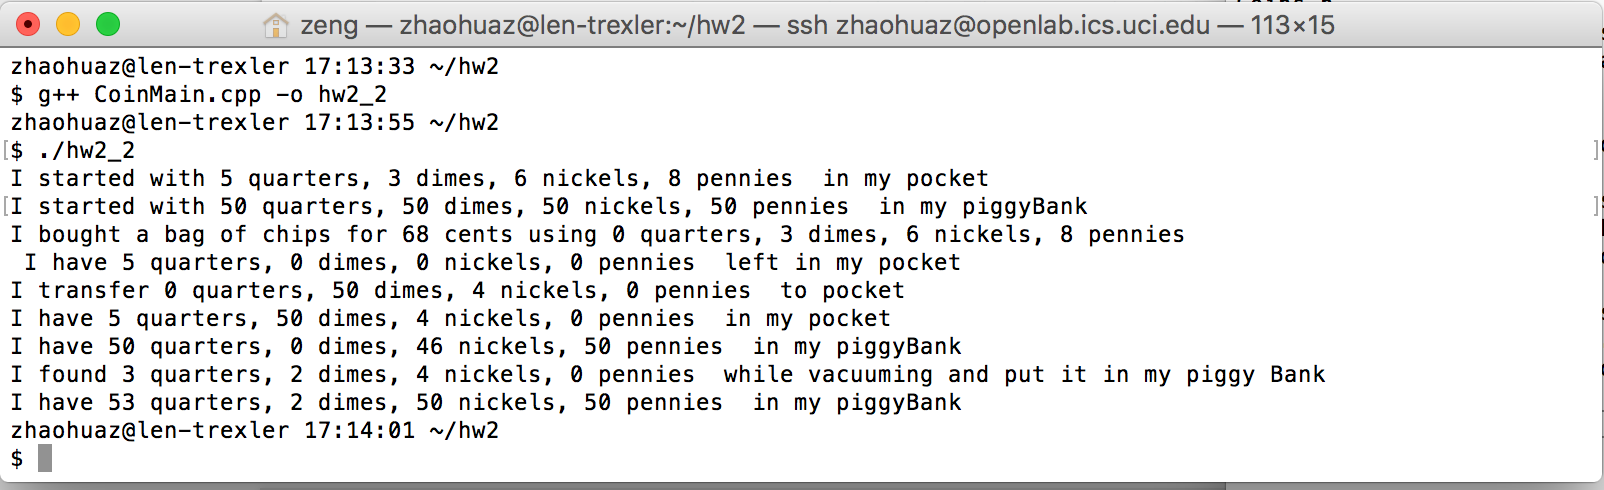 zeng — zhaohuaz@len-trexler:~/hw2 — ssh zhaohuaz@openlab.ics.uci.edu — 113×15
zhaohuaz@len-trexler 17:13:33 ~/hw2
$ g++ CoinMain.cpp -o hw2_2
zhaohuaz@len-trexler 17:13:55 ~/hw2
[$ ./hw2_2 ]
I started with 5 quarters, 3 dimes, 6 nickels, 8 pennies  in my pocket
[I started with 50 quarters, 50 dimes, 50 nickels, 50 pennies  in my piggyBank ]
I bought a bag of chips for 68 cents using 0 quarters, 3 dimes, 6 nickels, 8 pennies
 I have 5 quarters, 0 dimes, 0 nickels, 0 pennies  left in my pocket
I transfer 0 quarters, 50 dimes, 4 nickels, 0 pennies  to pocket
I have 5 quarters, 50 dimes, 4 nickels, 0 pennies  in my pocket
I have 50 quarters, 0 dimes, 46 nickels, 50 pennies  in my piggyBank
I found 3 quarters, 2 dimes, 4 nickels, 0 pennies  while vacuuming and put it in my piggy Bank
I have 53 quarters, 2 dimes, 50 nickels, 50 pennies  in my piggyBank
zhaohuaz@len-trexler 17:14:01 ~/hw2
$